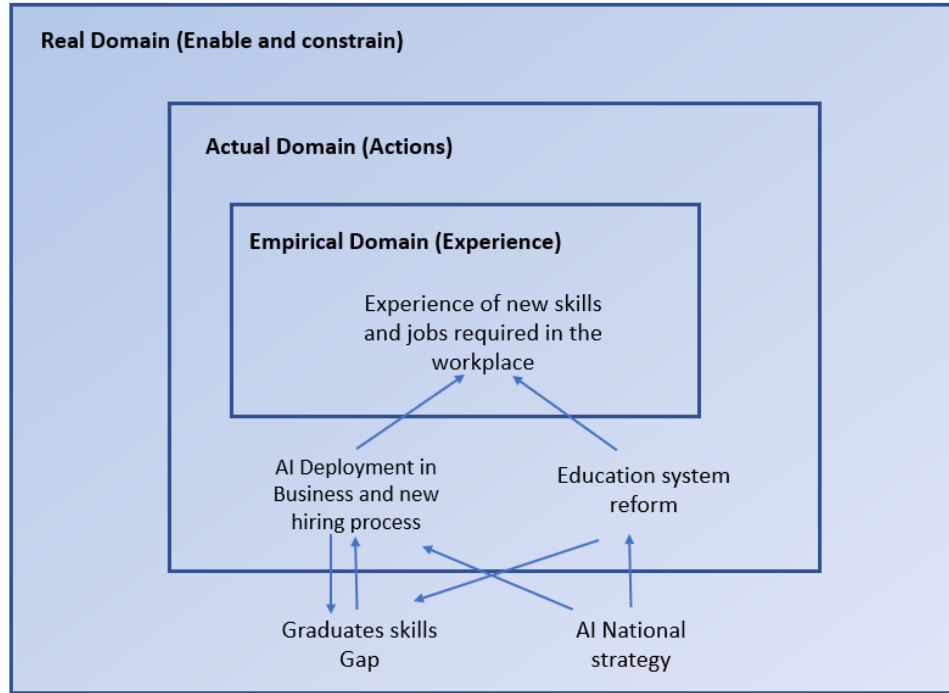 Real Domain (Enable and constrain)
Actual Domain (Actions)
Empirical Domain (Experience)
Experience of new skills
and jobs required in the
workplace
AI Deployment in
Business and new
hiring process
Education system
reform
Graduates skills
Gap
AI National
strategy